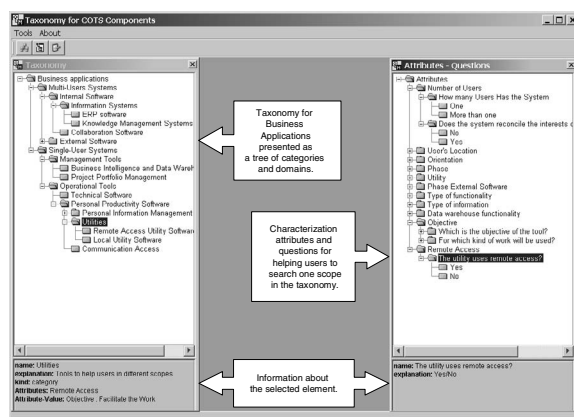 Taxonomy for COTS Components
Tools About
Taxonomy
Business applications
Multi-Users Systems
Internal Software
Information Systems
ERP software
Knowledge Management Systems
Collaboration Software
External Software
Single-User Systems
Management Tools
Business Intelligence and Data Wareh
Project Portfolio Management
Operational Tools
Technical Software
Personal Productivity Software
Personal Information Management
Utilities
Remote Access Utility Software
Local Utility Software
Communication Access
name: Utilities
explanation: Tools to help users in different scopes
kind: category
Attributes: Remote Access
Attribute-Value: Objective . Facilitate the Work
Taxonomy for
Business
Applications
presented as
a tree of categories
and domains.
Characterization
attributes and
questions for
helping users to
search one scope
in the taxonomy.
Information about
the selected element.
Attributes - Questions
Attributes
Number of Users
How many Users Has the System
One
More than one
Does the system reconcile the interests o
No
Yes
User's Location
Orientation
Phase
Utility
Phase External Software
Type of functionality
Type of information
Data warehouse functionality
Objective
Which is the objective of the tool?
For which kind of work will be used?
Remote Access
The utility uses remote access?
Yes
No
name: The utility uses remote access?
explanation: Yes/No